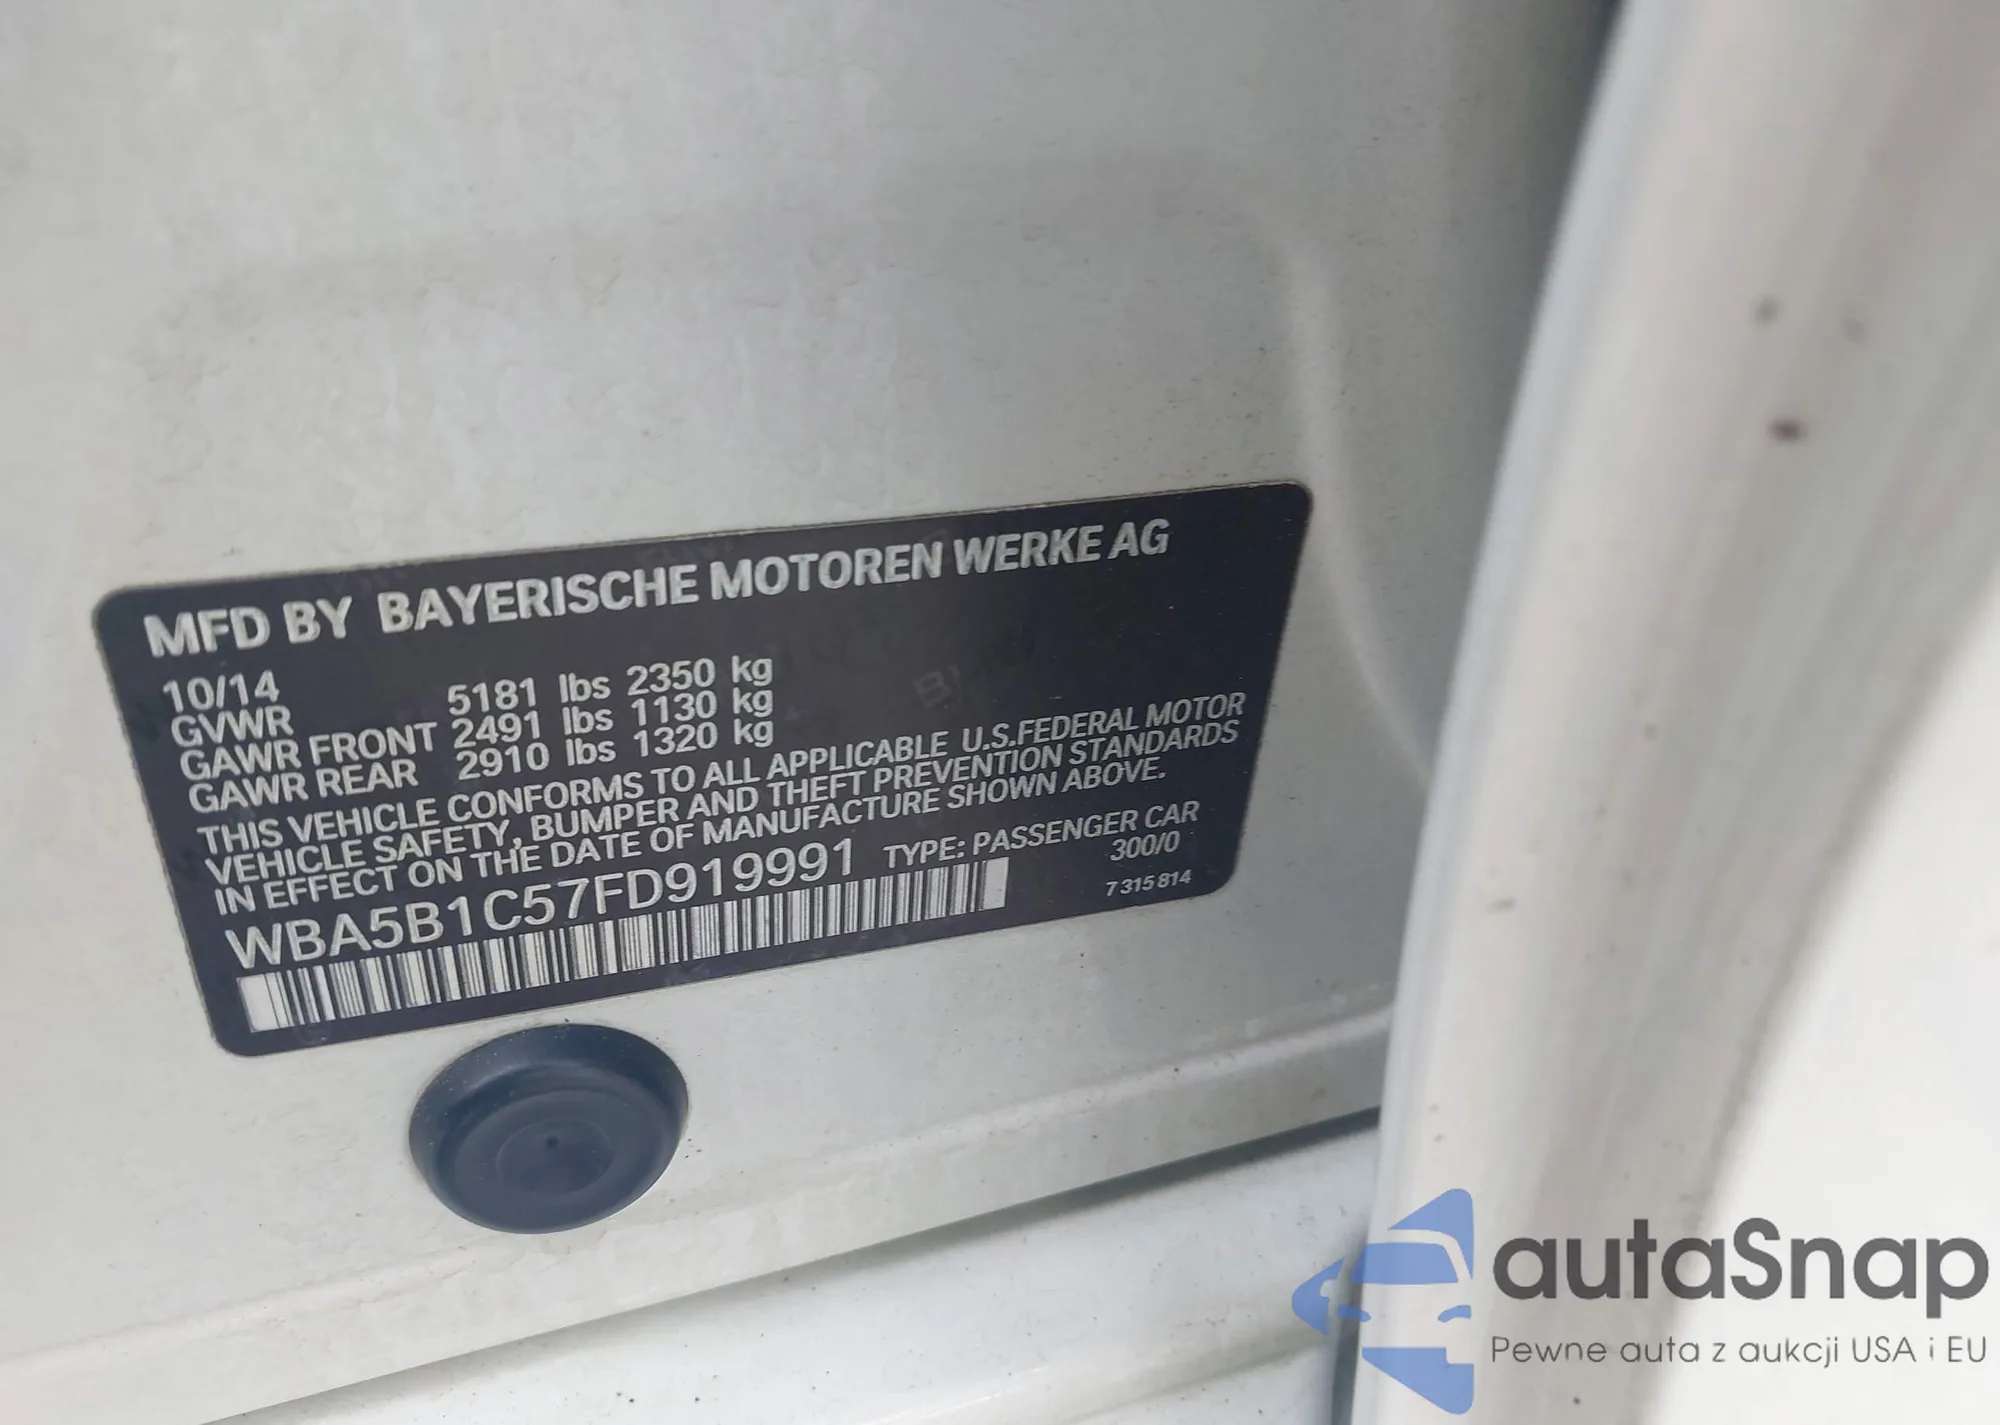 MFD BY BAYERISCHE MOTOREN WERKE AG
10/14
GVWR 5181 lbs 2350 kg
GAWR FRONT 2491 lbs 1130 kg
GAWR REAR 2910 lbs 1320 kg
THIS VEHICLE CONFORMS TO ALL APPLICABLE U.S.FEDERAL MOTOR
VEHICLE SAFETY, BUMPER AND THEFT PREVENTION STANDARDS
IN EFFECT ON THE DATE OF MANUFACTURE SHOWN ABOVE.
WBA5B1C57FD919991 TYPE: PASSENGER CAR
300/0
7 315 814
autaSnap
Pewne auta z aukcji USA i EU